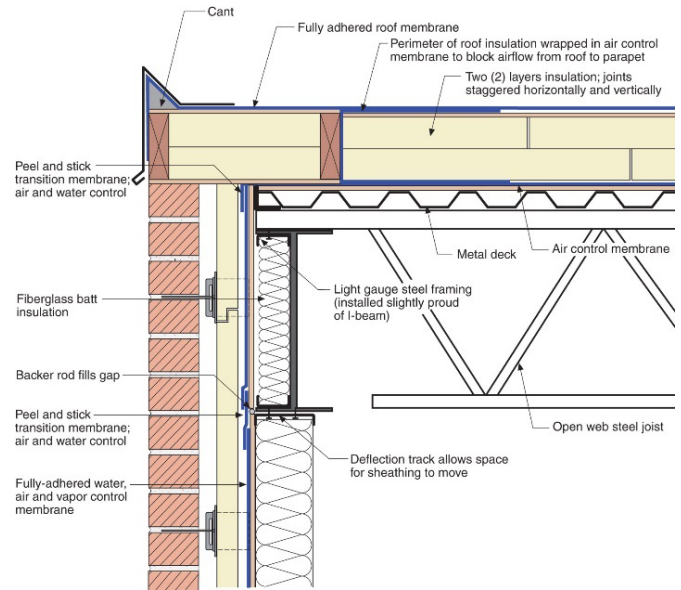 Cant
Fully adhered roof membrane
Perimeter of roof insulation wrapped in air control
membrane to block airflow from roof to parapet
Two (2) layers insulation; joints
staggered horizontally and vertically
Peel and stick
transition membrane;
air and water control
Metal deck
Air control membrane
Fiberglass batt
insulation
Light gauge steel framing
(installed slightly proud
of I-beam)
Backer rod fills gap
Peel and stick
transition membrane;
air and water control
Open web steel joist
Deflection track allows space
for sheathing to move
Fully-adhered water,
air and vapor control
membrane